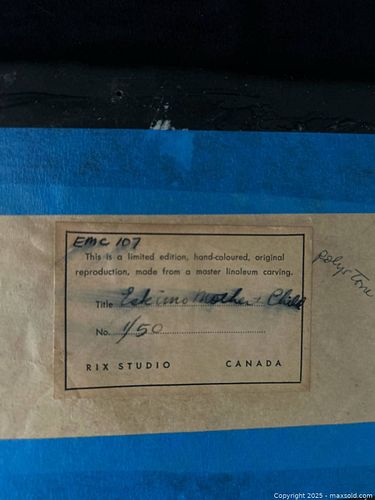 EMC 107
This is a limited edition, hand-coloured, original
reproduction, made from a master linoleum carving.
Title Eskimo Mother + Child
No. 1/50
RIX STUDIO CANADA
Copyright 2025 - maxsold.com